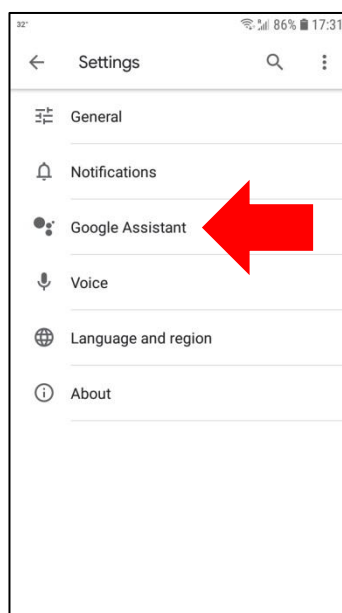 32°
86% 17:31
Settings
General
Notifications
Google Assistant
Voice
Language and region
About